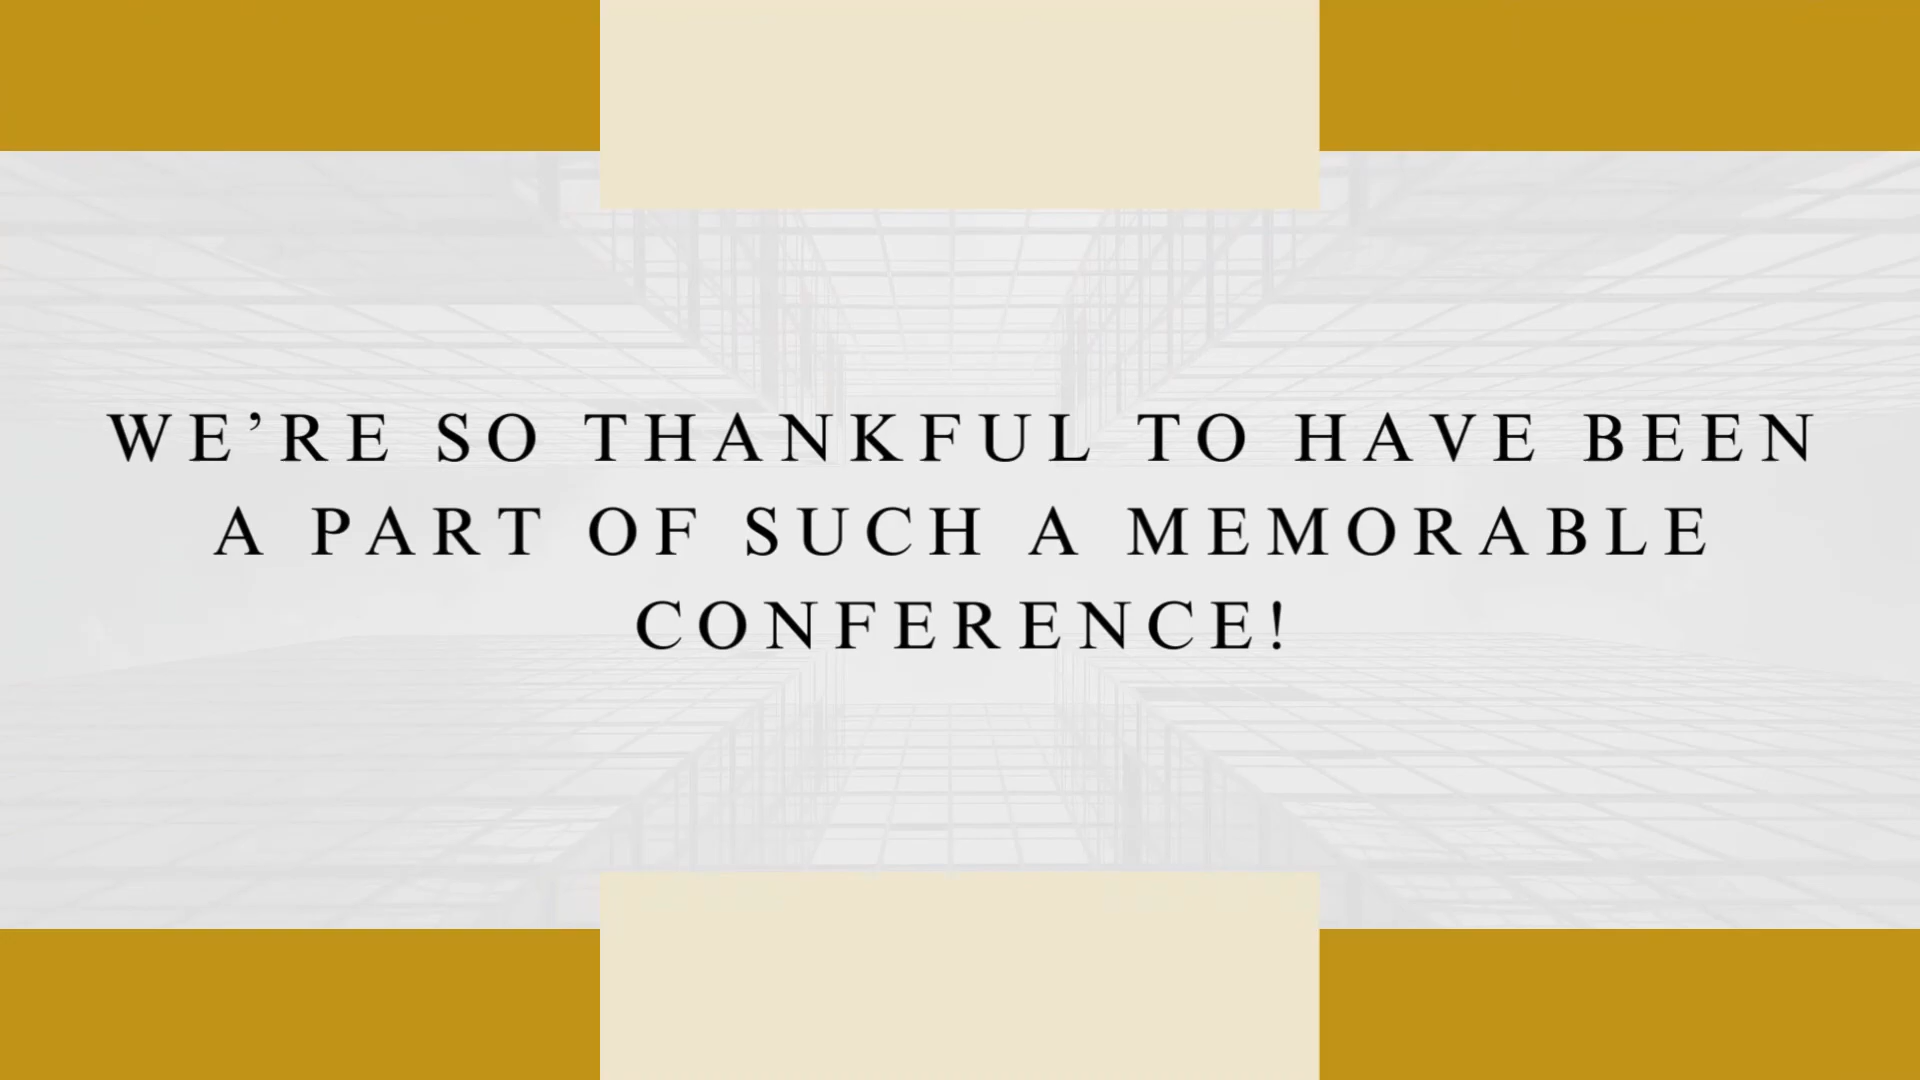 WE’RE SO THANKFUL TO HAVE BEEN
A PART OF SUCH A MEMORABLE
CONFERENCE!